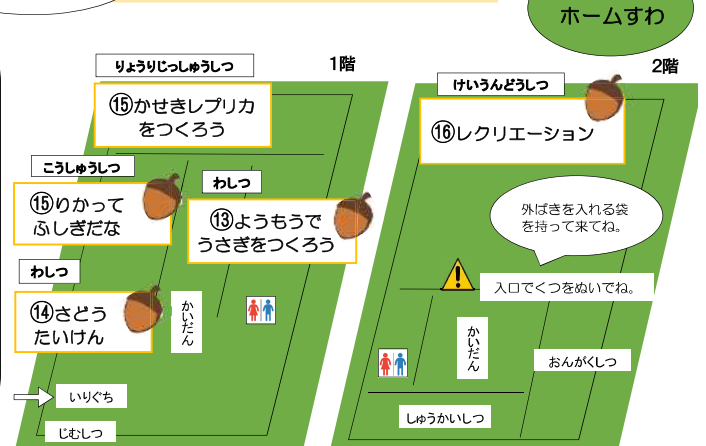 ホームすわ
1階
りょうりじっしゅうしつ
⑮かせきレプリカ
をつくろう
こうしゅうしつ
⑮りかって
ふしぎだな
わしつ
⑬ようもうで
うさぎをつくろう
わしつ
⑭さどう
たいけん
かいだん
いりぐち
じむしつ
2階
けいうんどうしつ
⑯レクリエーション
外ばきを入れる袋
を持って来てね。
入口でくつをぬいでね。
かいだん
おんがくしつ
しゅうかいしつ